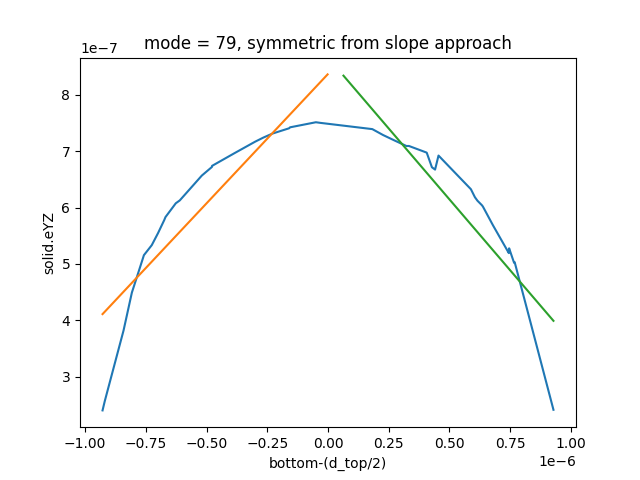 mode = 79, symmetric from slope approach
1e−7
8
7
6
5
4
3
solid.eYZ
−1.00 −0.75 −0.50 −0.25 0.00 0.25 0.50 0.75 1.00
bottom-(d_top/2)
1e−6